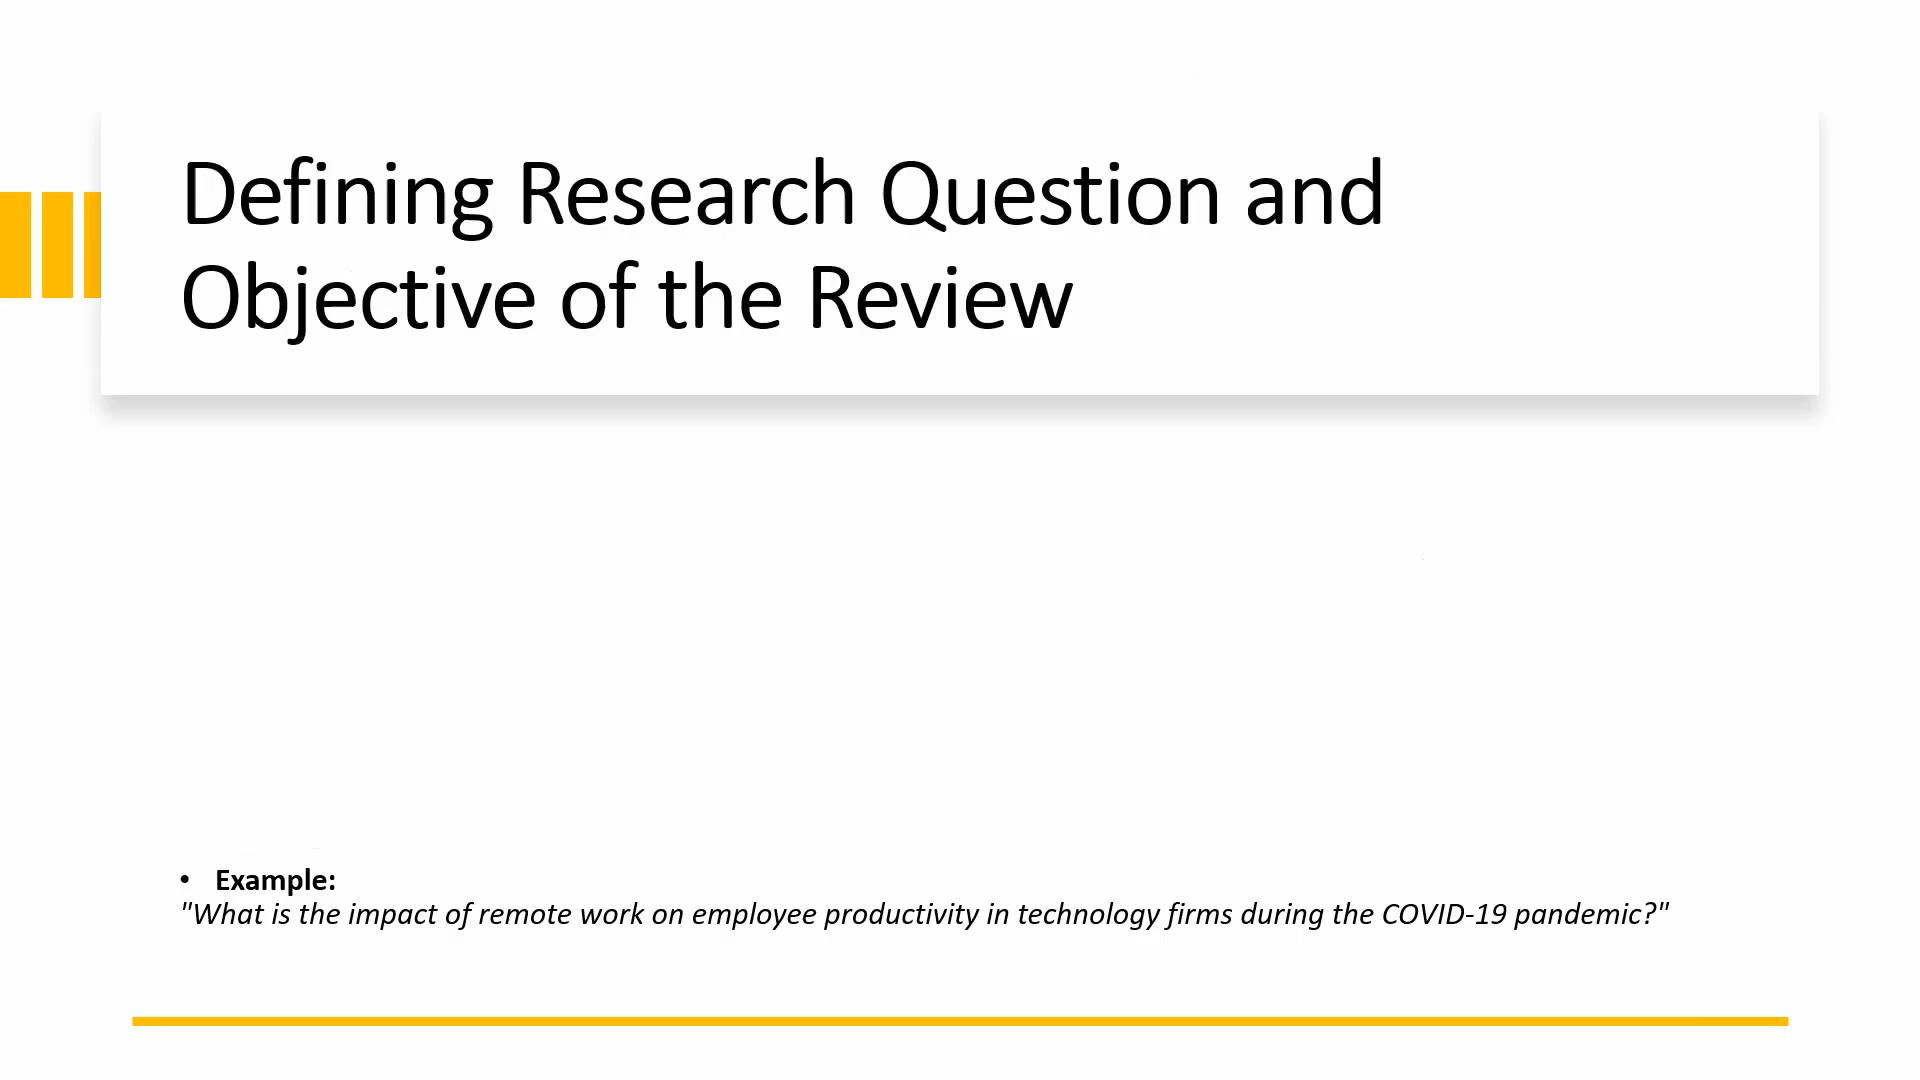 Defining Research Question and
Objective of the Review
• Example:
"What is the impact of remote work on employee productivity in technology firms during the COVID-19 pandemic?"